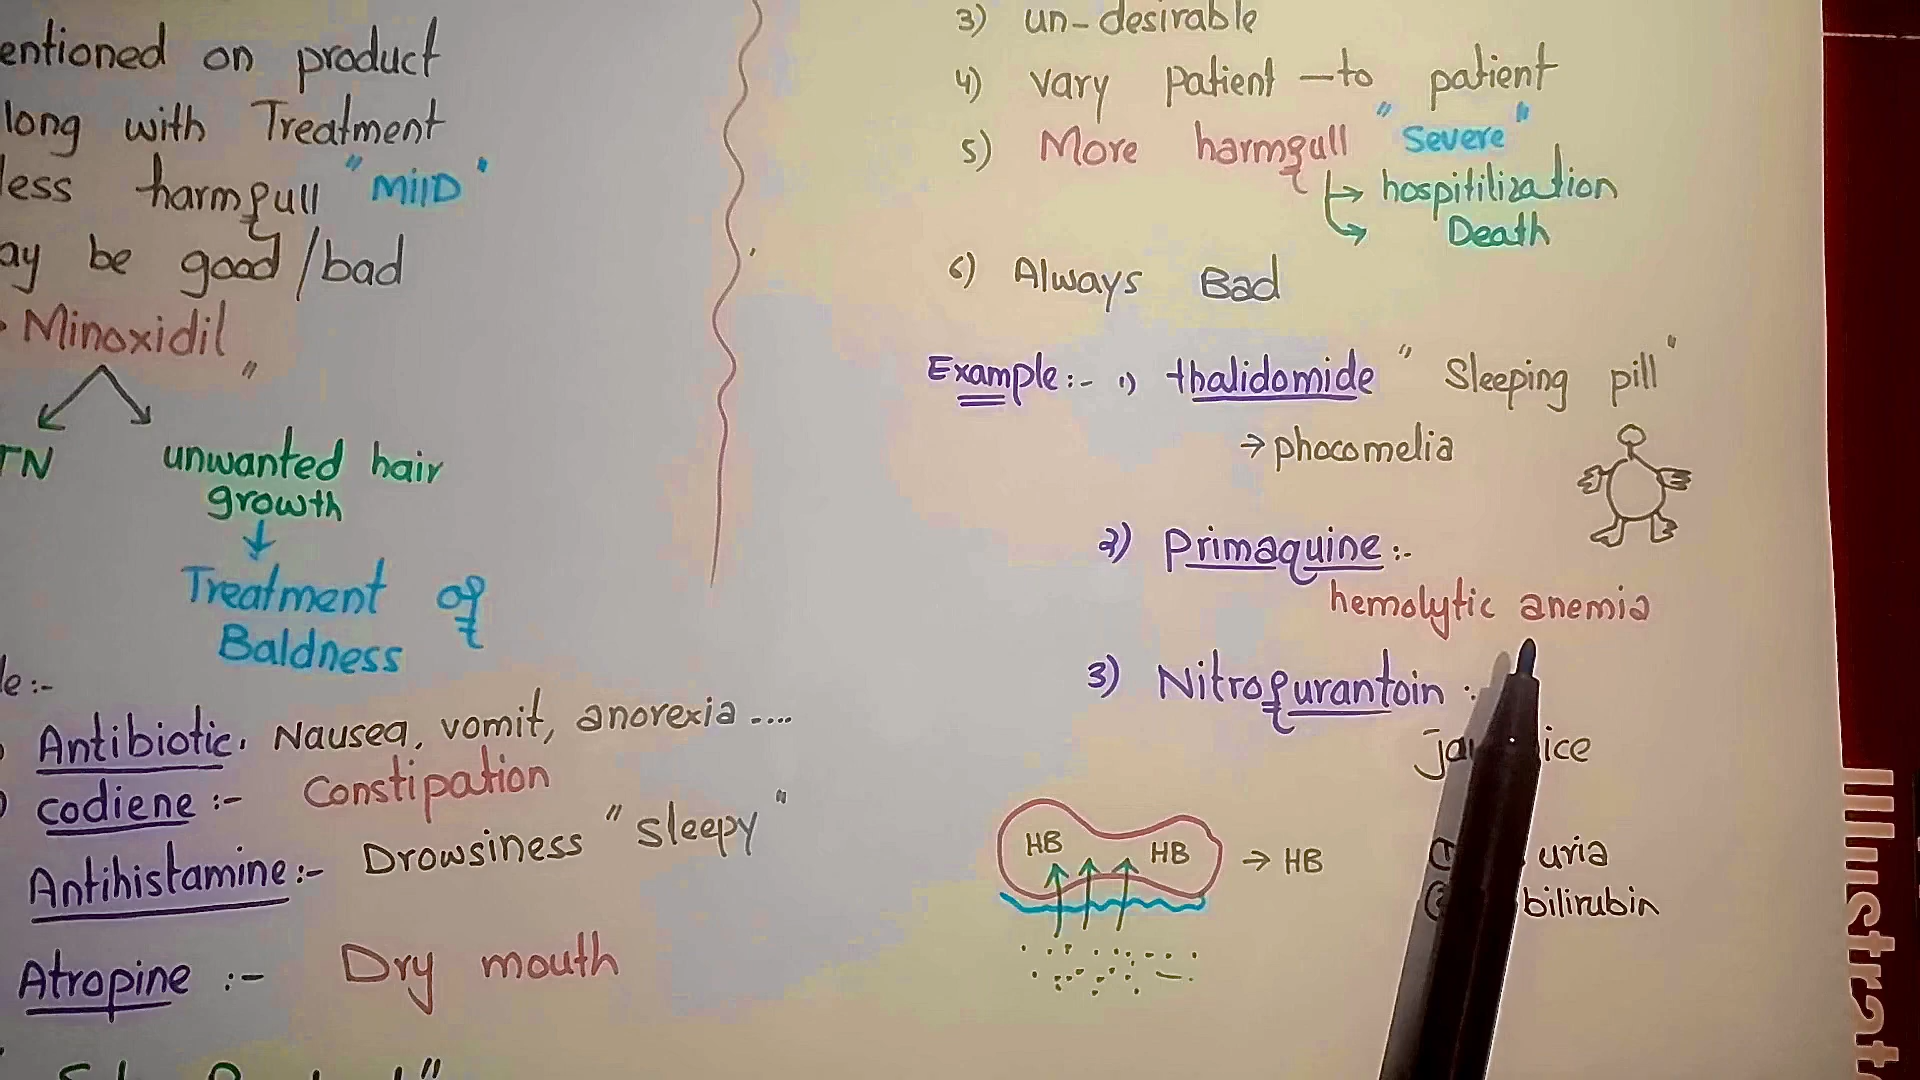 entioned on product
long with Treatment
less harmfull "MilD"
ay be good/bad
Minoxidil"
TN
unwanted hair
growth
Treatment of
Baldness
le:-
Antibiotic. Nausea, vomit, anorexia ....
codiene :- Constipation
Antihistamine:- Drowsiness "Sleepy"
Atropine :- Dry mouth
3) un-desirable
4) vary patient-to patient
5) More harmfull "Severe"
hospitilization
Death
6) Always Bad
Example:- 1) thalidomide "Sleeping pill"
phocomelia
2) Primaquine:-
hemolytic anemia
3) Nitrofurantoin :-
HB HB → HB
uria
bilirubin
Illustrat